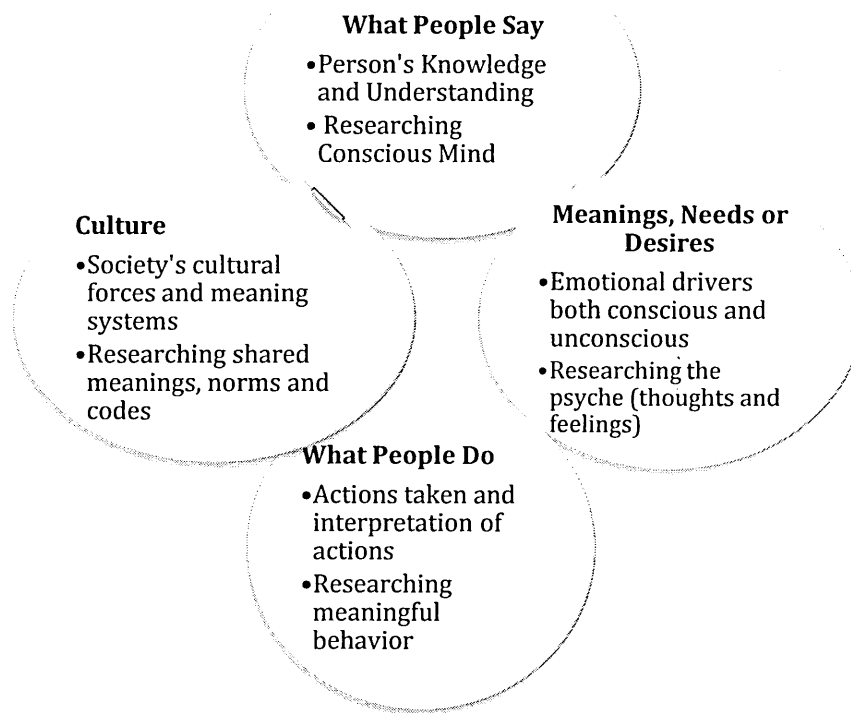 What People Say
•Person's Knowledge
and Understanding
• Researching
Conscious Mind
Culture
•Society's cultural
forces and meaning
systems
•Researching shared
meanings, norms and
codes
Meanings, Needs or
Desires
•Emotional drivers
both conscious and
unconscious
•Researching the
psyche (thoughts and
feelings)
What People Do
•Actions taken and
interpretation of
actions
•Researching
meaningful
behavior